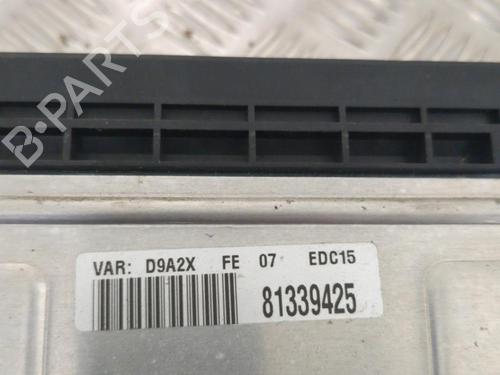 B-PARTS
VAR: D9A2X FE 07 EDC15
81339425